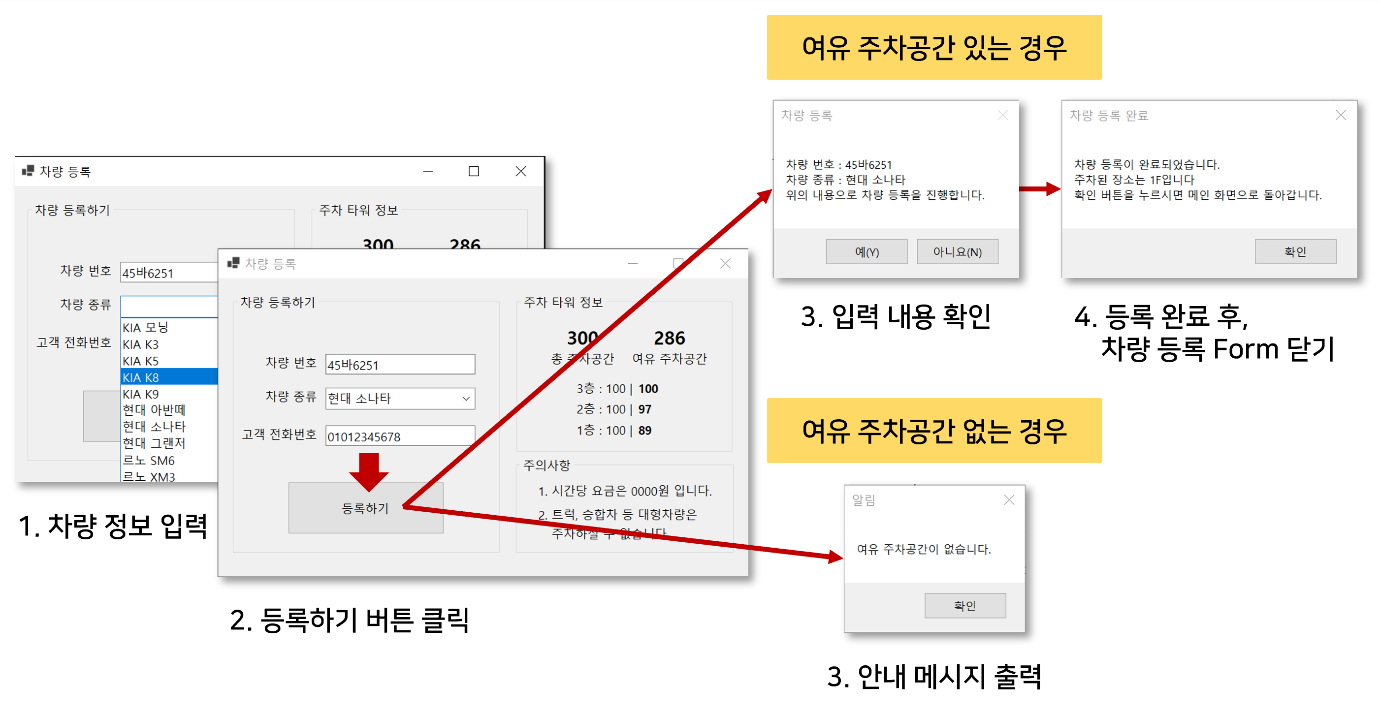 여유 주차공간 있는 경우
차량 등록
차량 등록하기
주차 타워 정보
300 286
차량 번호 45바6251
차량 종류
KIA 모닝
KIA K3
고객 전화번호
KIA K5
KIA K8
KIA K9
현대 아반떼
현대 소나타
현대 그랜저
르노 SM6
르노 XM3
1. 차량 정보 입력
차량 등록
차량 등록하기
차량 번호 45바6251
차량 종류 현대 소나타
고객 전화번호 01012345678
등록하기
주차 타워 정보
300 286
총 주차공간 여유 주차공간
3층 : 100 | 100
2층 : 100 | 97
1층 : 100 | 89
주의사항
1. 시간당 요금은 0000원 입니다.
2. 트럭, 승합차 등 대형차량은
주차하실 수 없습니다.
2. 등록하기 버튼 클릭
차량 등록
차량 번호 : 45바6251
차량 종류 : 현대 소나타
위의 내용으로 차량 등록을 진행합니다.
예(Y) 아니요(N)
3. 입력 내용 확인
차량 등록 완료
차량 등록이 완료되었습니다.
주차된 장소는 1F입니다
확인 버튼을 누르시면 메인 화면으로 돌아갑니다.
확인
4. 등록 완료 후,
차량 등록 Form 닫기
여유 주차공간 없는 경우
알림
여유 주차공간이 없습니다.
확인
3. 안내 메시지 출력